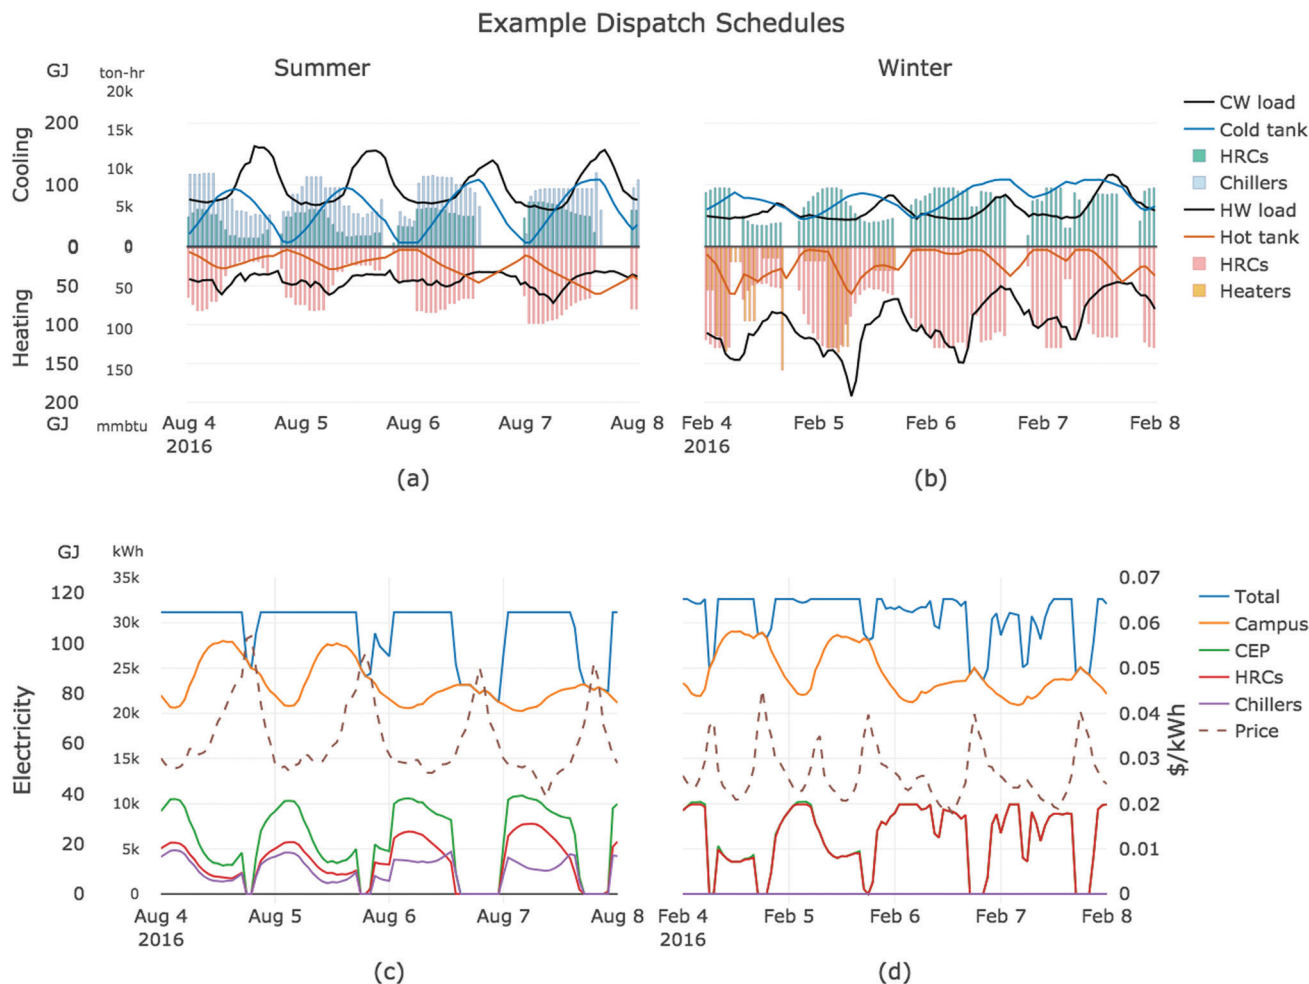 Example Dispatch Schedules
Summer
Winter
GJ
ton-hr
20k
200
15k
10k
100
5k
0
0
50
50
100
100
150
150
200
GJ
mmbtu
Cooling
Heating
Aug 4
2016
Aug 5
Aug 6
Aug 7
Aug 8
Feb 4
2016
Feb 5
Feb 6
Feb 7
Feb 8
CW load
Cold tank
HRCs
Chillers
HW load
Hot tank
HRCs
Heaters
(a)
(b)
GJ
kWh
35k
120
30k
100
25k
80
20k
60
15k
40
10k
20
5k
0
0
Electricity
Aug 4
2016
Aug 5
Aug 6
Aug 7
Aug 8
Feb 4
2016
Feb 5
Feb 6
Feb 7
Feb 8
0.07
0.06
0.05
0.04
0.03
0.02
0.01
0
$/kWh
Total
Campus
CEP
HRCs
Chillers
Price
(c)
(d)